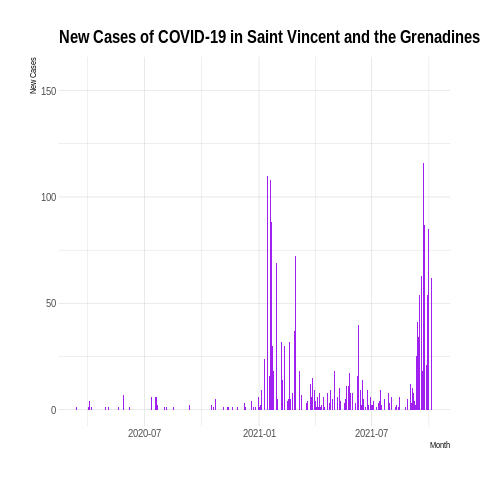 New Cases of COVID-19 in Saint Vincent and the Grenadines
New Cases
150
100
50
0
2020-07 2021-01 2021-07
Month